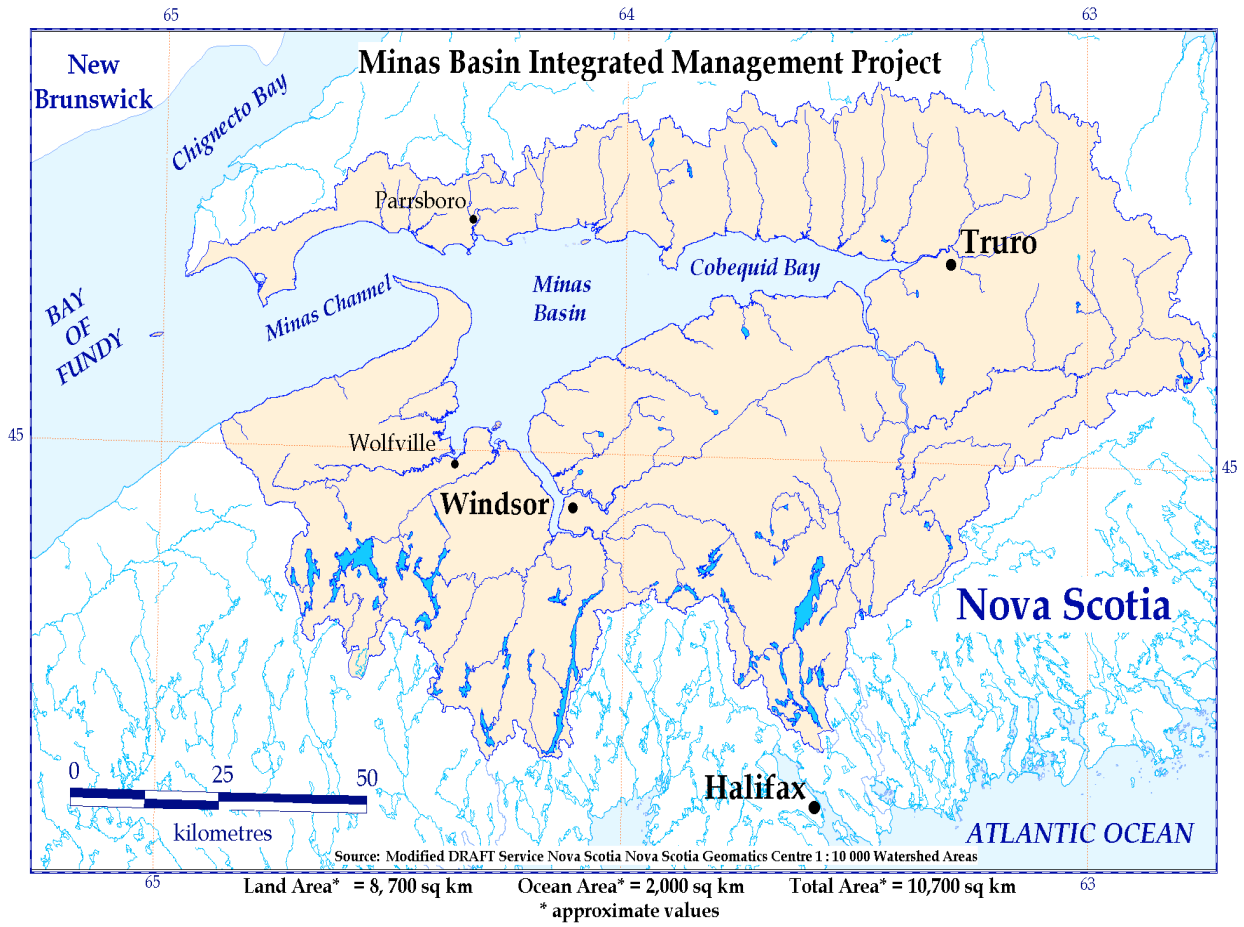 65 64 63
Minas Basin Integrated Management Project
New
Brunswick
Chignecto Bay
Parrsboro
Truro
Cobequid Bay
Minas
Basin
Minas Channel
BAY
OF
FUNDY
45
Wolfville
45
Windsor
Nova Scotia
0 25 50
kilometres
Halifax
ATLANTIC OCEAN
Source: Modified DRAFT Service Nova Scotia Nova Scotia Geomatics Centre 1 : 10 000 Watershed Areas
65 63
Land Area* = 8, 700 sq km Ocean Area* = 2,000 sq km Total Area* = 10,700 sq km
* approximate values